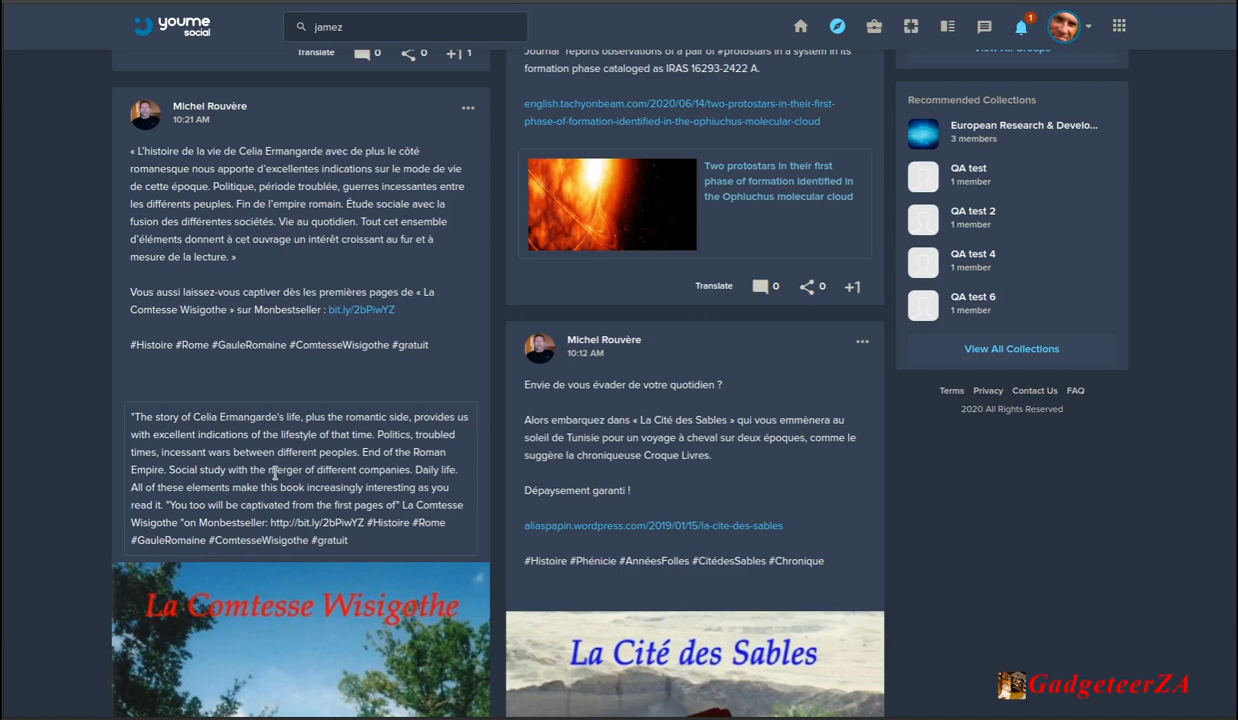 youme
social
jamez
1
Translate 0 0 +1 1
Michel Rouvère
10:21 AM
« L'histoire de la vie de Celia Ermangarde avec de plus le côté
romanesque nous apporte d'excellentes indications sur le mode de vie
de cette époque. Politique, période troublée, guerres incessantes entre
les différents peuples. Fin de l'empire romain. Étude sociale avec la
fusion des différentes sociétés. Vie au quotidien. Tout cet ensemble
d'éléments donnent à cet ouvrage un intérêt croissant au fur et à
mesure de la lecture. »
Vous aussi laissez-vous captiver dès les premières pages de « La
Comtesse Wisigothe » sur Monbestseller : bit.ly/2bPiwYZ
#Histoire #Rome #GauleRomaine #ComtesseWisigothe #gratuit
"The story of Celia Ermangarde's life, plus the romantic side, provides us
with excellent indications of the lifestyle of that time. Politics, troubled
times, incessant wars between different peoples. End of the Roman
Empire. Social study with the merger of different companies. Daily life.
All of these elements make this book increasingly interesting as you
read it. "You too will be captivated from the first pages of" La Comtesse
Wisigothe "on Monbestseller: http://bit.ly/2bPiwYZ #Histoire #Rome
#GauleRomaine #ComtesseWisigothe #gratuit
La Comtesse Wisigothe
Journal" reports observations of a pair of #protostars in a system in its
formation phase cataloged as IRAS 16293-2422 A.
english.tachyonbeam.com/2020/06/14/two-protostars-in-their-first-
phase-of-formation-identified-in-the-ophiuchus-molecular-cloud
Two protostars in their first
phase of formation identified in
the Ophiuchus molecular cloud
Translate 0 0 +1
Michel Rouvère
10:12 AM
Envie de vous évader de votre quotidien ?
Alors embarquez dans « La Cité des Sables » qui vous emmènera au
soleil de Tunisie pour un voyage à cheval sur deux époques, comme le
suggère la chroniqueuse Croque Livres.
Dépaysement garanti !
aliaspapin.wordpress.com/2019/01/15/la-cite-des-sables
#Histoire #Phénicie #AnnéesFolles #CitédesSables #Chronique
La Cité des Sables
View All Groups
Recommended Collections
European Research & Develo...
3 members
QA test
1 member
QA test 2
1 member
QA test 4
1 member
QA test 6
1 member
View All Collections
Terms Privacy Contact Us FAQ
2020 All Rights Reserved
GadgeteerZA